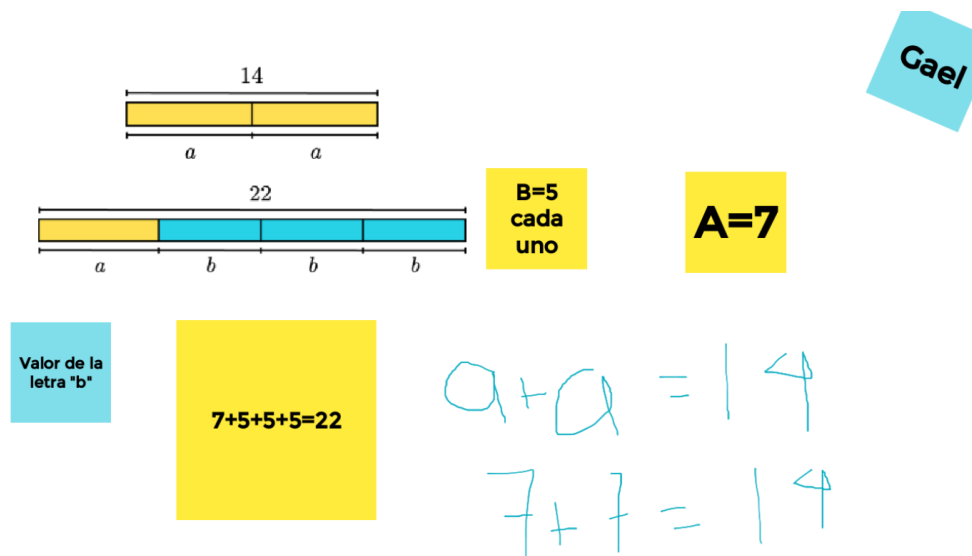 Gael
14
a a
22
a b b b
B=5
cada
uno
A=7
Valor de la
letra "b"
7+5+5+5=22
a+a = 14
7+7 = 14